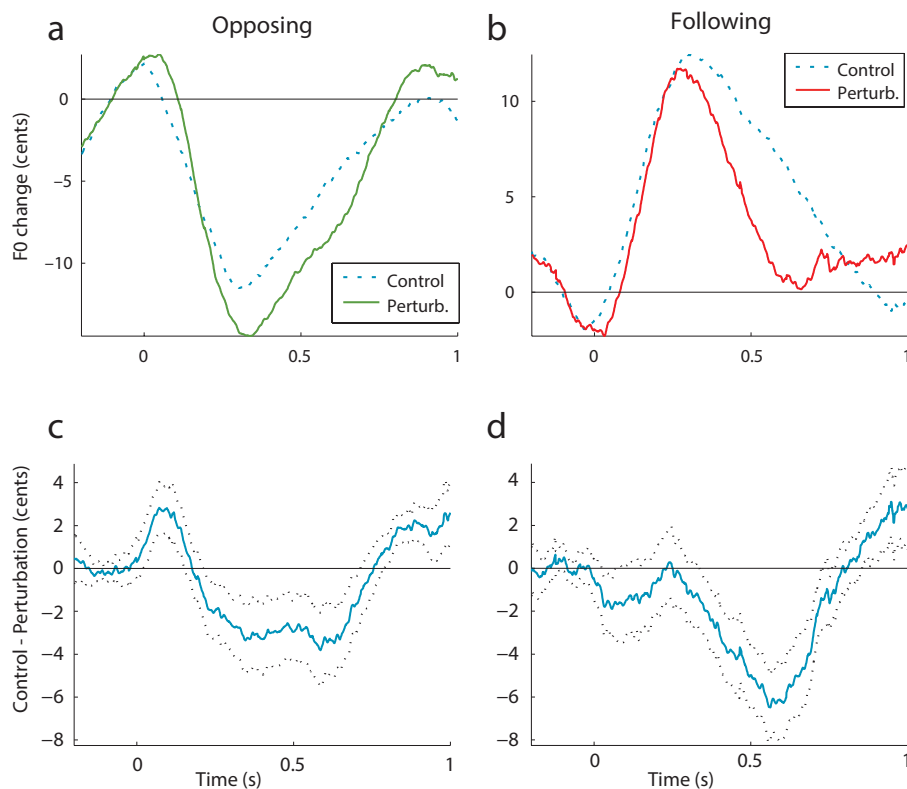 a
Opposing
F0 change (cents)
0
−5
−10
0
0.5
1
Control
Perturb.
b
Following
10
5
0
0
0.5
1
Control
Perturb.
c
Control - Perturbation (cents)
4
2
0
−2
−4
−6
−8
0
0.5
1
Time (s)
d
4
2
0
−2
−4
−6
−8
0
0.5
1
Time (s)